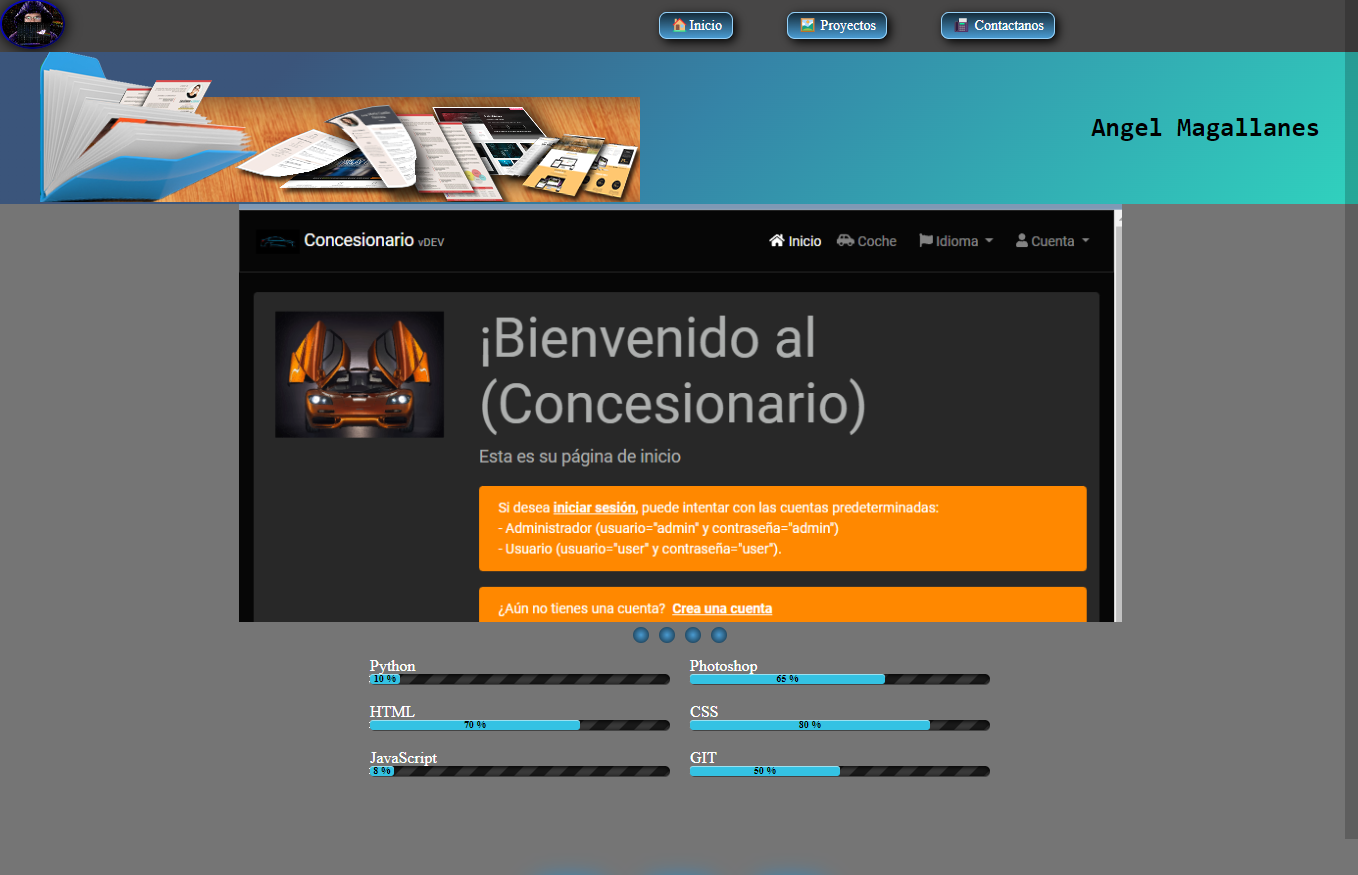 Inicio
Proyectos
Contactanos
Angel Magallanes
Concesionario vDEV
Inicio
Coche
Idioma
Cuenta
¡Bienvenido al
(Concesionario)
Esta es su página de inicio
Si desea iniciar sesión, puede intentar con las cuentas predeterminadas:
- Administrador (usuario="admin" y contraseña="admin")
- Usuario (usuario="user" y contraseña="user").
¿Aún no tienes una cuenta? Crea una cuenta
Python
10 %
Photoshop
65 %
HTML
70 %
CSS
80 %
JavaScript
8 %
GIT
50 %